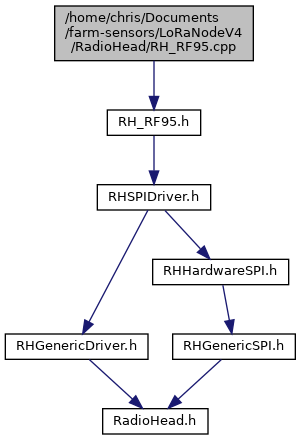 /home/chris/Documents
/farm-sensors/LoRaNodeV4
/RadioHead/RH_RF95.cpp
RH_RF95.h
RHSPIDriver.h
RHHardwareSPI.h
RHGenericDriver.h
RHGenericSPI.h
RadioHead.h